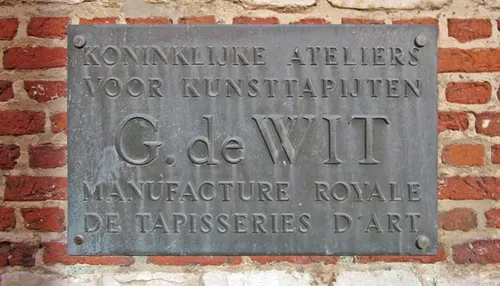 KONINKLIJKE ATELIERS
VOOR KUNSTTAPIJTEN
G. de WIT
MANUFACTURE ROYALE
DE TAPISSERIES D'ART